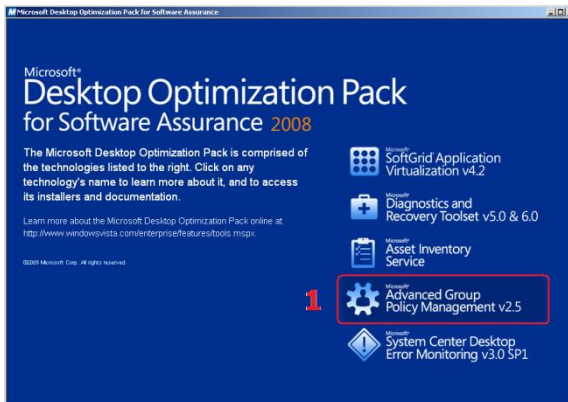 Microsoft Desktop Optimization Pack for Software Assurance
Microsoft®
Desktop Optimization Pack
for Software Assurance 2008
The Microsoft Desktop Optimization Pack is comprised of
the technologies listed to the right. Click on any
technology's name to learn more about it, and to access
its installers and documentation.
Learn more about the Microsoft Desktop Optimization Pack online at
http://www.windowsvista.com/enterprise/features/tools.mspx.
©2008 Microsoft Corp. All rights reserved.
Microsoft
SoftGrid Application
Virtualization v4.2
Microsoft
Diagnostics and
Recovery Toolset v5.0 & 6.0
Microsoft
Asset Inventory
Service
1
Microsoft
Advanced Group
Policy Management v2.5
Microsoft
System Center Desktop
Error Monitoring v3.0 SP1